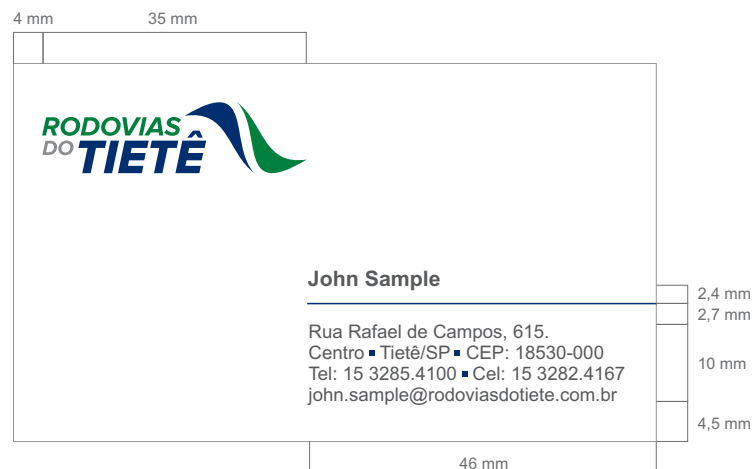 4 mm 35 mm
RODOVIAS
DO TIETÊ
John Sample
2,4 mm
2,7 mm
Rua Rafael de Campos, 615.
Centro ▪ Tietê/SP ▪ CEP: 18530-000
10 mm
Tel: 15 3285.4100 ▪ Cel: 15 3282.4167
john.sample@rodoviasdotiete.com.br
4,5 mm
46 mm